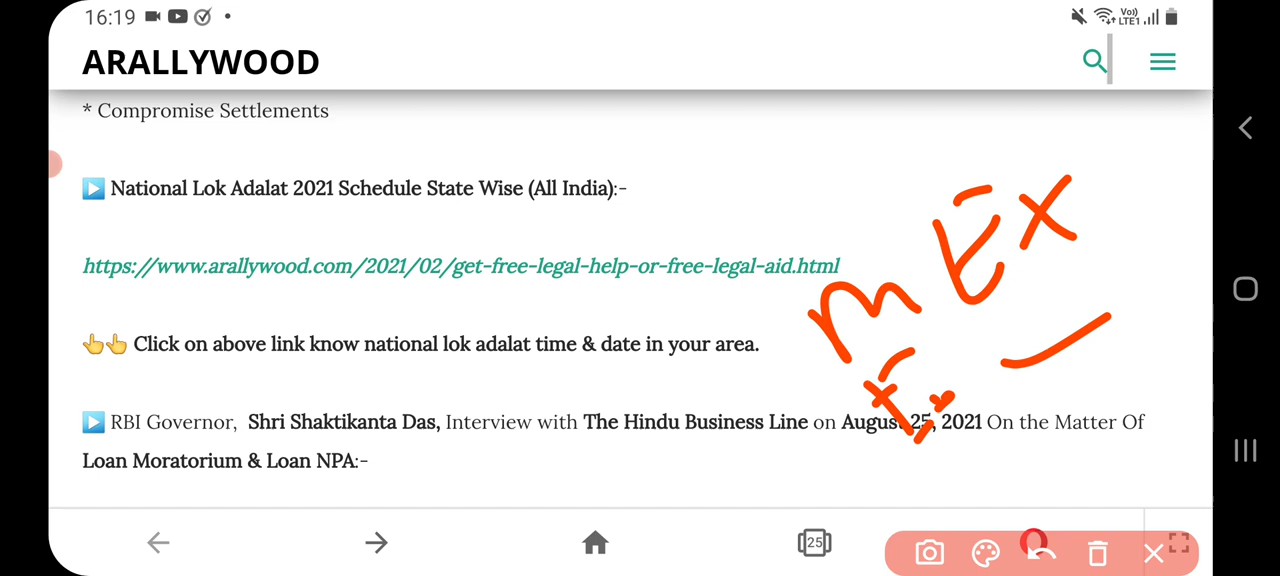 16:19
Vo)) LTE1
ARALLYWOOD
* Compromise Settlements
▶️ National Lok Adalat 2021 Schedule State Wise (All India):-
https://www.arallywood.com/2021/02/get-free-legal-help-or-free-legal-aid.html
👆👆 Click on above link know national lok adalat time & date in your area.
▶️ RBI Governor, Shri Shaktikanta Das, Interview with The Hindu Business Line on August 25, 2021 On the Matter Of
Loan Moratorium & Loan NPA:-
25